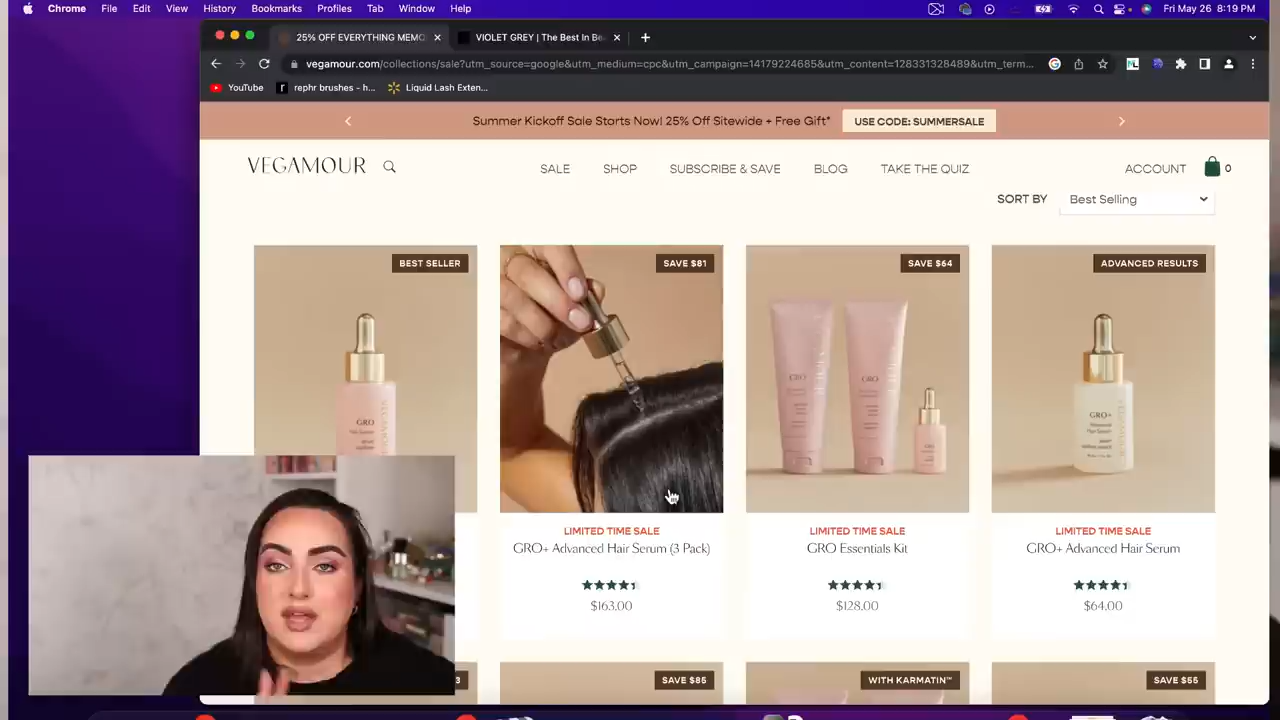 Chrome File Edit View History Bookmarks Profiles Tab Window Help Fri May 26 8:19 PM
25% OFF EVERYTHING MEMO VIOLET GREY | The Best In Be
vegamour.com/collections/sale?utm_source=google&utm_medium=cpc&utm_campaign=14179224685&utm_content=128331328489&utm_term...
YouTube rephr brushes - h... Liquid Lash Exten...
Summer Kickoff Sale Starts Now! 25% Off Sitewide + Free Gift* USE CODE: SUMMERSALE
VEGAMOUR SALE SHOP SUBSCRIBE & SAVE BLOG TAKE THE QUIZ ACCOUNT 0
SORT BY Best Selling
BEST SELLER SAVE $81 SAVE $64 ADVANCED RESULTS
GRO
GRO
GRO
GRO
GRO+
LIMITED TIME SALE LIMITED TIME SALE LIMITED TIME SALE
GRO+ Advanced Hair Serum (3 Pack) GRO Essentials Kit GRO+ Advanced Hair Serum
$163.00 $128.00 $64.00
3 SAVE $85 WITH KARMATIN™ SAVE $55